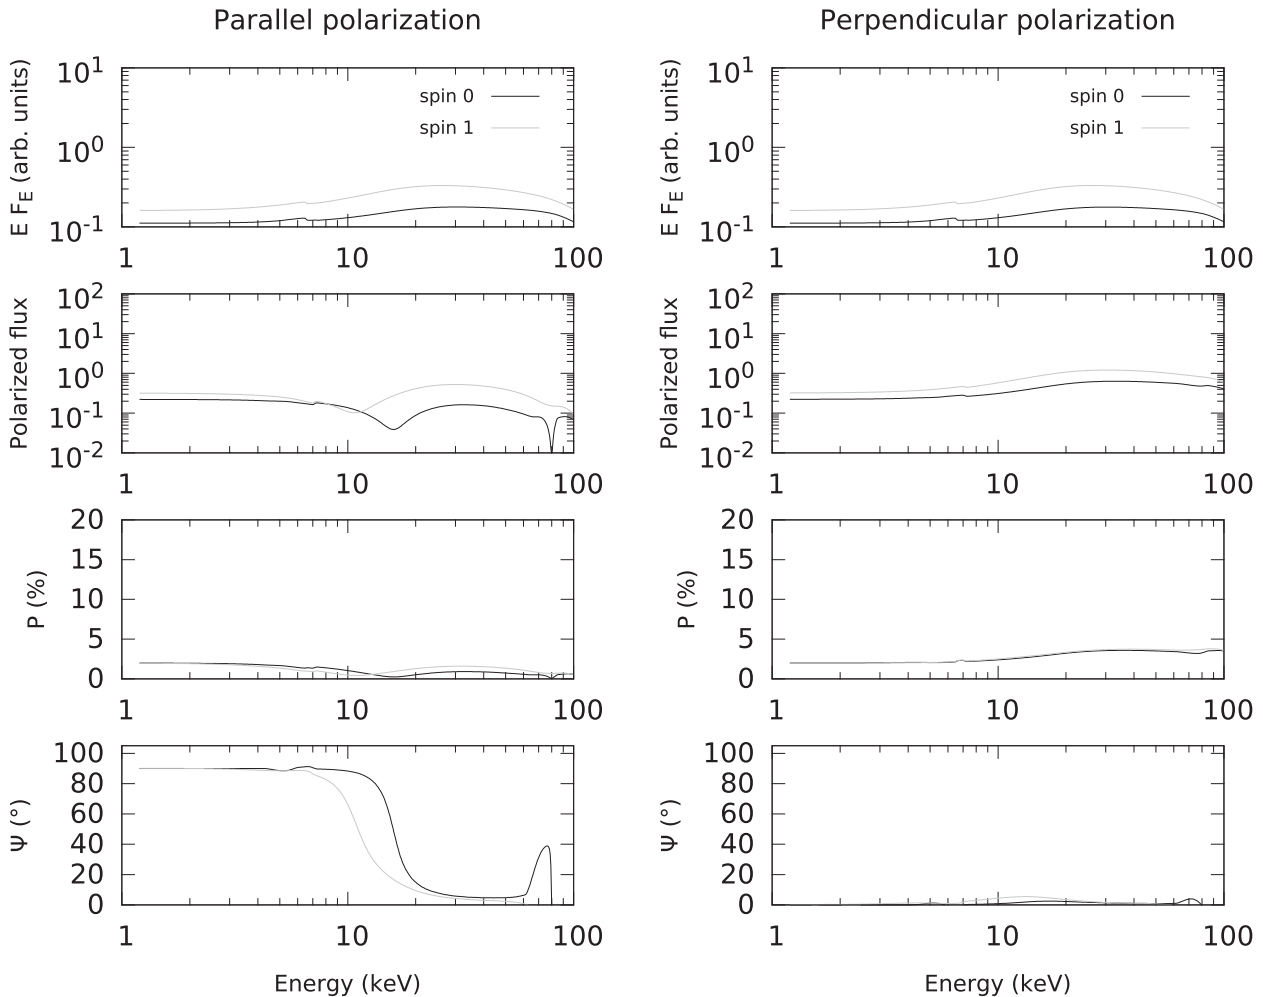 Parallel polarization
E F_E (arb. units)
10^1
10^0
10^-1
spin 0
spin 1
1 10 100
Polarized flux
10^2
10^1
10^0
10^-1
10^-2
1 10 100
P (%)
20
15
10
5
0
1 10 100
Ψ (°)
100
80
60
40
20
0
1 10 100
Energy (keV)
Perpendicular polarization
E F_E (arb. units)
10^1
10^0
10^-1
spin 0
spin 1
1 10 100
Polarized flux
10^2
10^1
10^0
10^-1
10^-2
1 10 100
P (%)
20
15
10
5
0
1 10 100
Ψ (°)
100
80
60
40
20
0
1 10 100
Energy (keV)